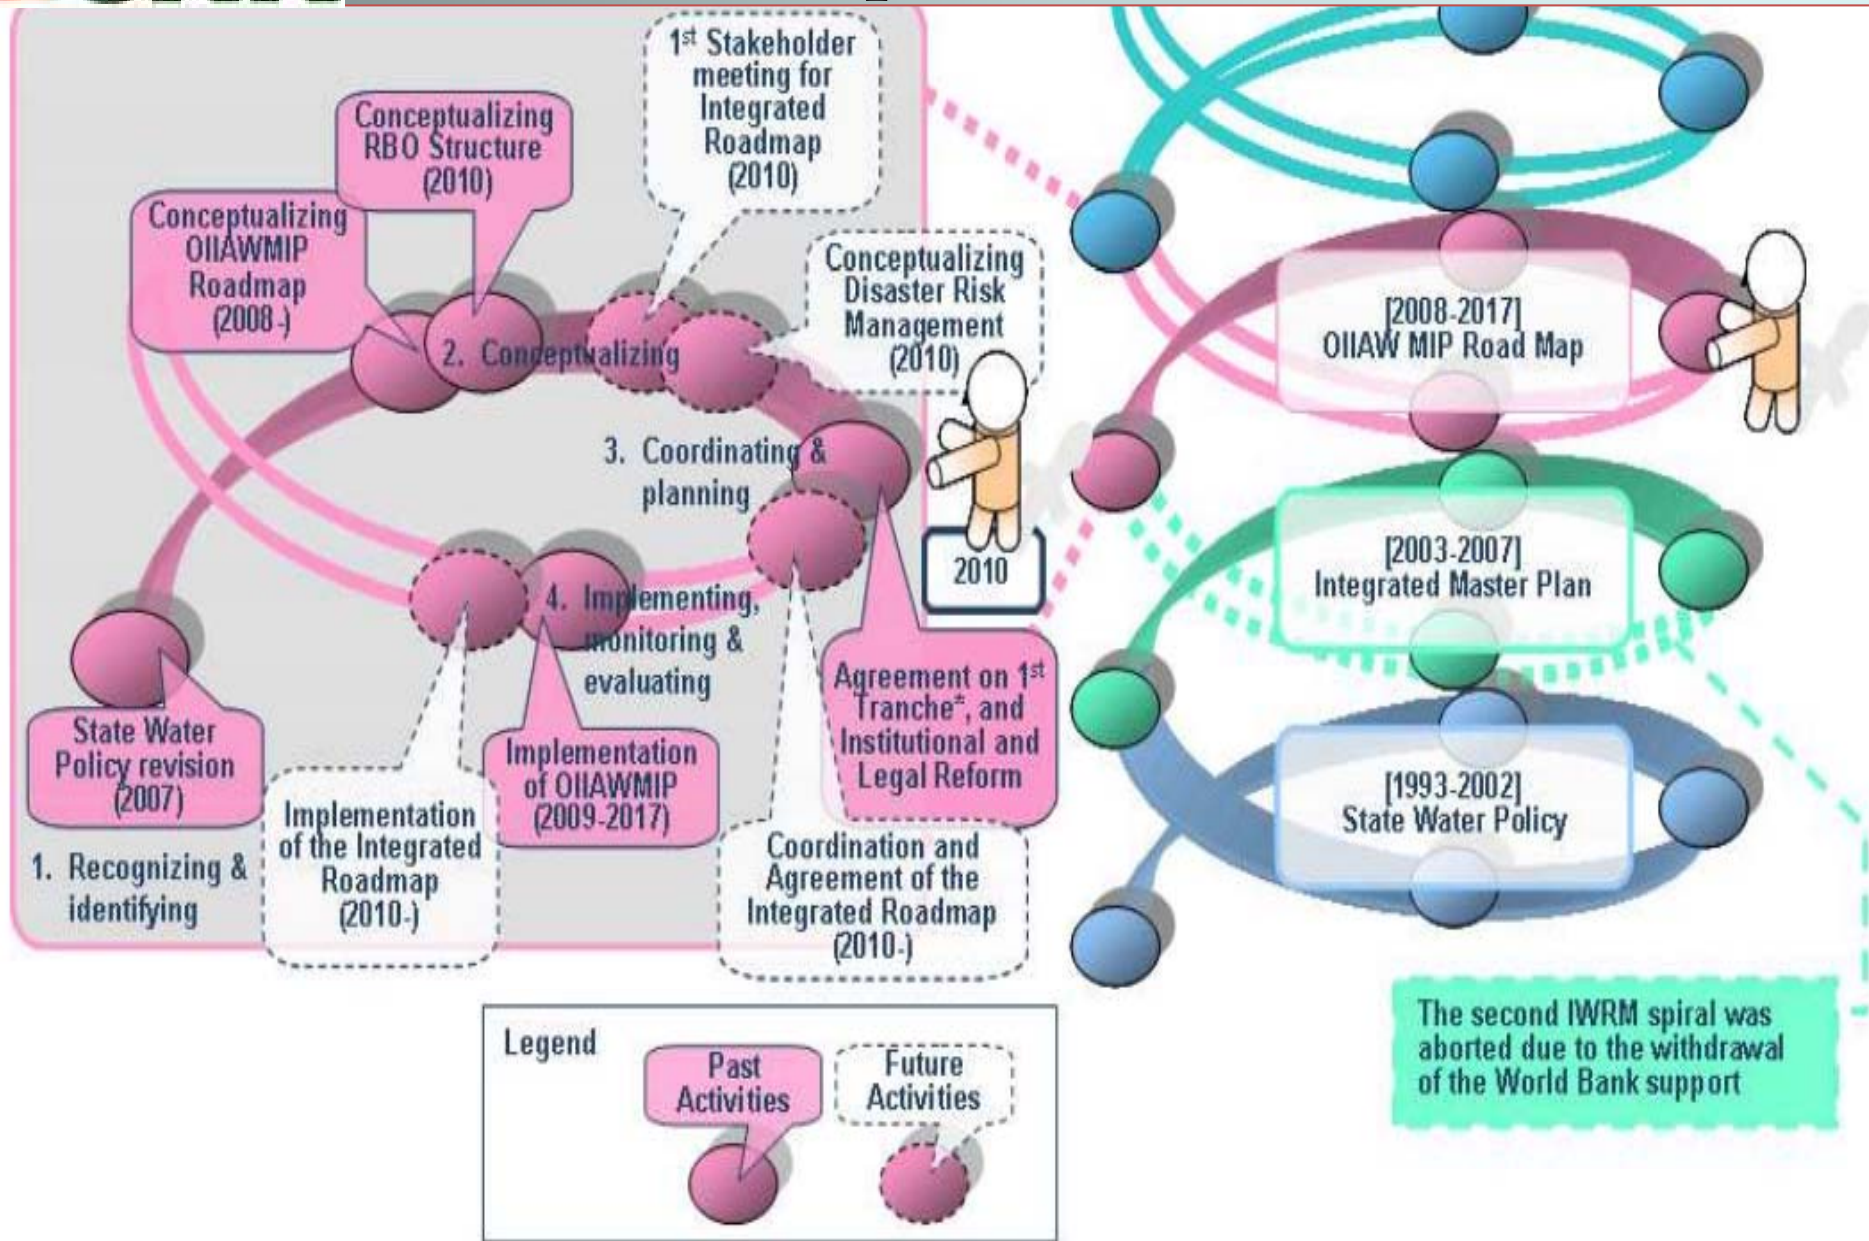 1st Stakeholder
meeting for
Integrated
Roadmap
(2010)
Conceptualizing
RBO Structure
(2010)
Conceptualizing
OIIAWMIP
Roadmap
(2008-)
Conceptualizing
Disaster Risk
Management
(2010)
2. Conceptualizing
3. Coordinating &
planning
2010
4. Implementing,
monitoring &
evaluating
State Water
Policy revision
(2007)
1. Recognizing &
identifying
Implementation
of the Integrated
Roadmap
(2010-)
Implementation
of OIIAWMIP
(2009-2017)
Agreement on 1st
Tranche*, and
Institutional and
Legal Reform
Coordination and
Agreement of the
Integrated Roadmap
(2010-)
[2008-2017]
OIIAW MIP Road Map
[2003-2007]
Integrated Master Plan
[1993-2002]
State Water Policy
The second IWRM spiral was
aborted due to the withdrawal
of the World Bank support
Legend
Past
Activities
Future
Activities